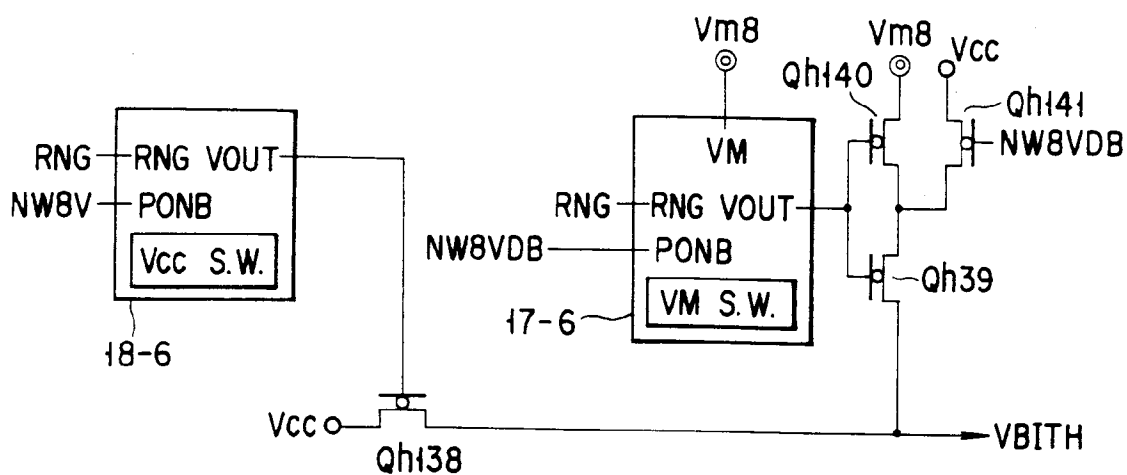 Vm8
Vm8
Vcc
Qh140
Qh141
RNG
RNG VOUT
NW8V
PONB
Vcc S.W.
18-6
VM
NW8VDB
RNG
RNG VOUT
NW8VDB
PONB
VM S.W.
17-6
Qh39
Vcc
Qh138
VBITH